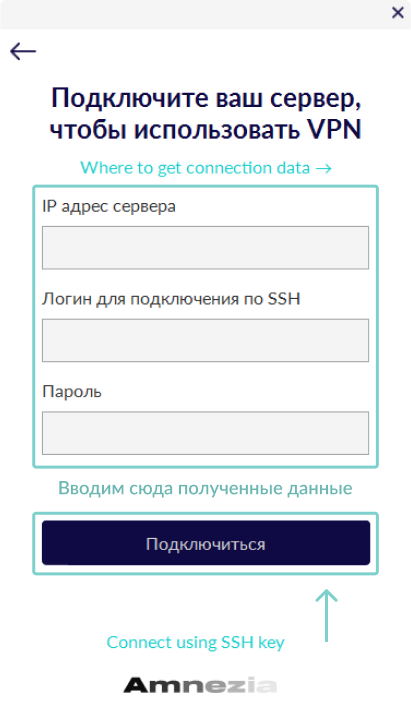 Подключите ваш сервер,
чтобы использовать VPN
Where to get connection data →
IP адрес сервера
Логин для подключения по SSH
Пароль
Вводим сюда полученные данные
Подключиться
Connect using SSH key
Amnezia